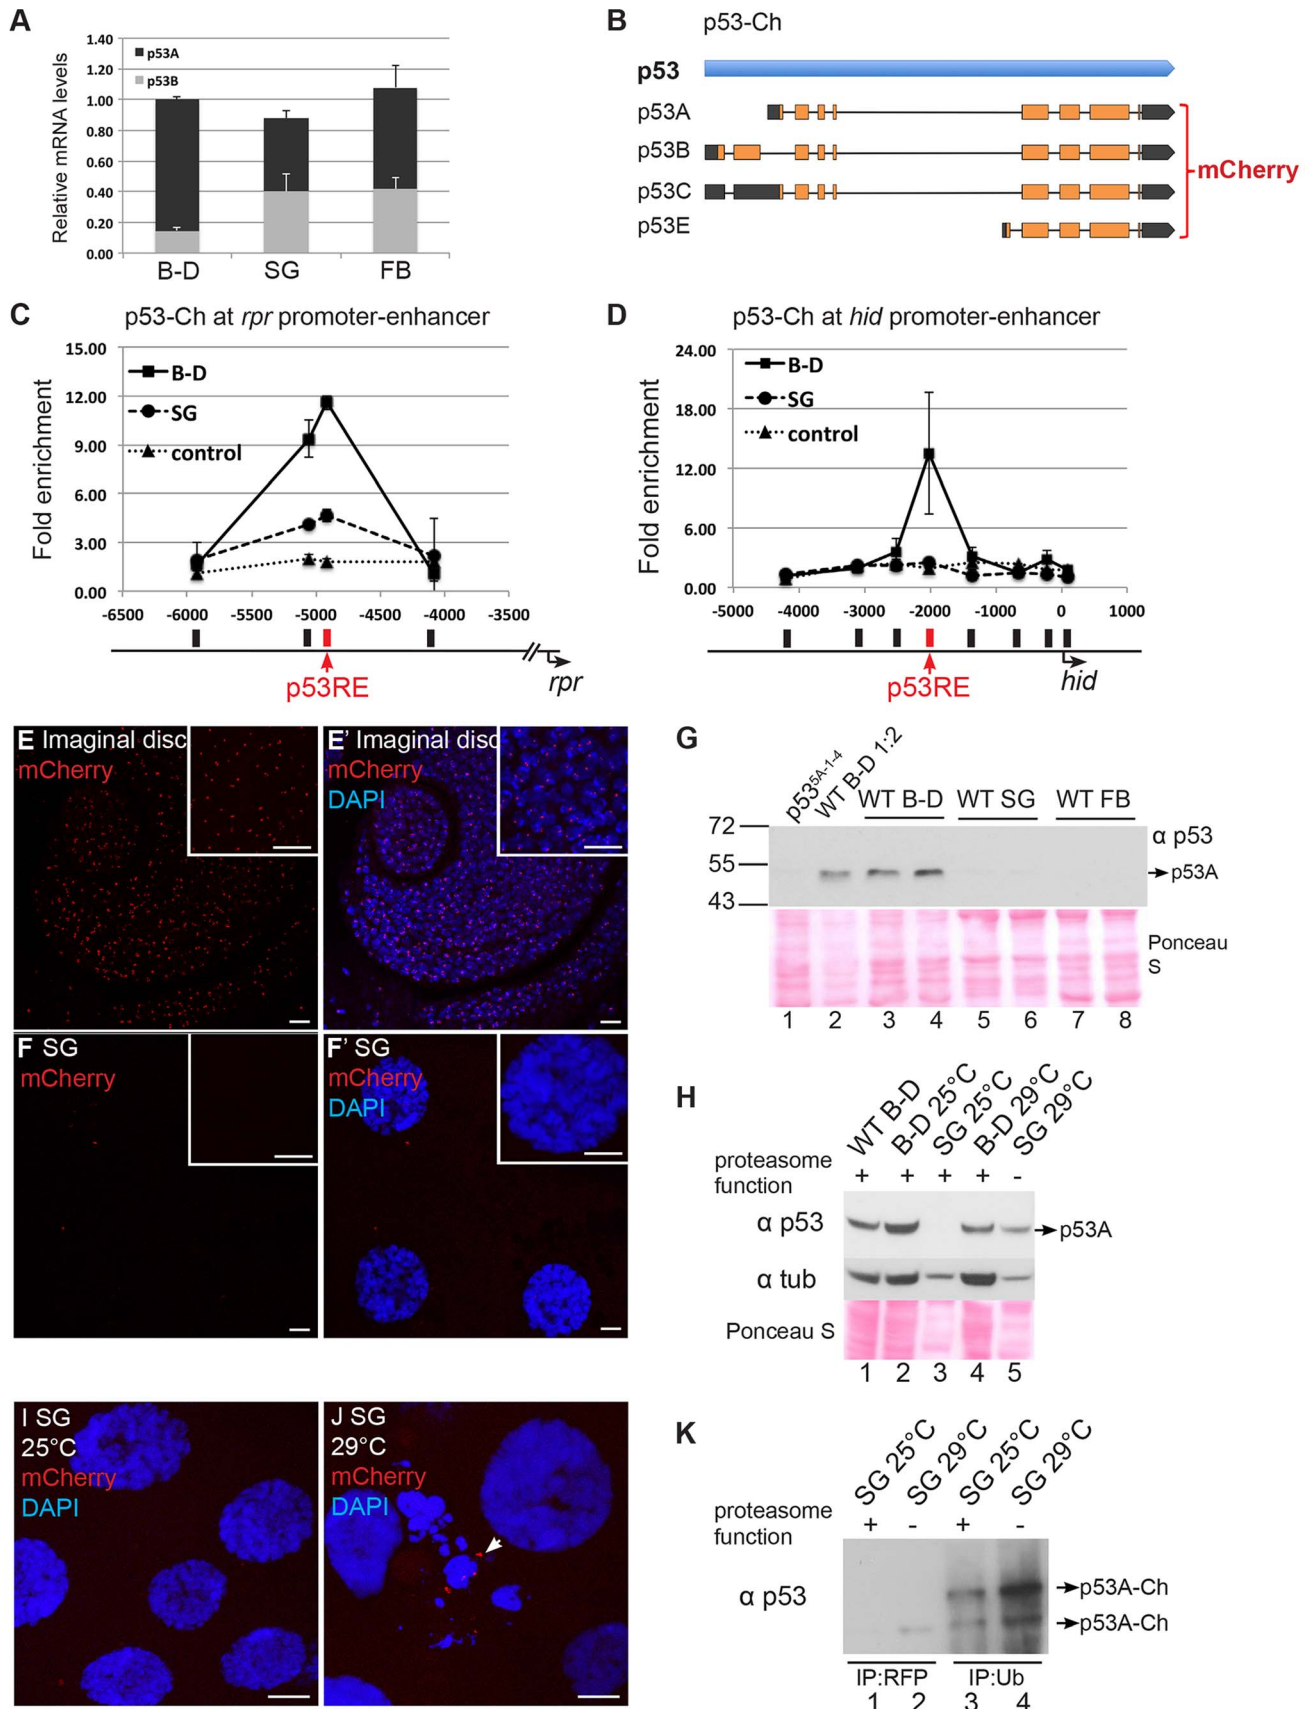 A
Relative mRNA levels
1.40
1.20
1.00
0.80
0.60
0.40
0.20
0.00
p53A
p53B
B-D SG FB
B p53-Ch
p53
p53A
p53B
p53C
p53E
mCherry
C p53-Ch at rpr promoter-enhancer
Fold enrichment
15.00
12.00
9.00
6.00
3.00
0.00
B-D
SG
control
-6500 -6000 -5500 -5000 -4500 -4000 -3500
p53RE
rpr
D p53-Ch at hid promoter-enhancer
Fold enrichment
24.00
18.00
12.00
6.00
0.00
B-D
SG
control
-5000 -4000 -3000 -2000 -1000 0 1000
p53RE
hid
E Imaginal disc
mCherry
E' Imaginal disc
mCherry
DAPI
F SG
mCherry
F' SG
mCherry
DAPI
G
p535A-1-4
WT B-D 1:2
WT B-D WT SG WT FB
72
55
43
α p53
p53A
Ponceau
S
1 2 3 4 5 6 7 8
H
WT B-D
B-D 25°C
SG 25°C
B-D 29°C
SG 29°C
proteasome
function
+ + + + -
α p53
p53A
α tub
Ponceau S
1 2 3 4 5
I SG
25°C
mCherry
DAPI
J SG
29°C
mCherry
DAPI
K
SG 25°C
SG 29°C
SG 25°C
SG 29°C
proteasome
function
+ - + -
α p53
p53A-Ch
p53A-Ch
IP:RFP IP:Ub
1 2 3 4